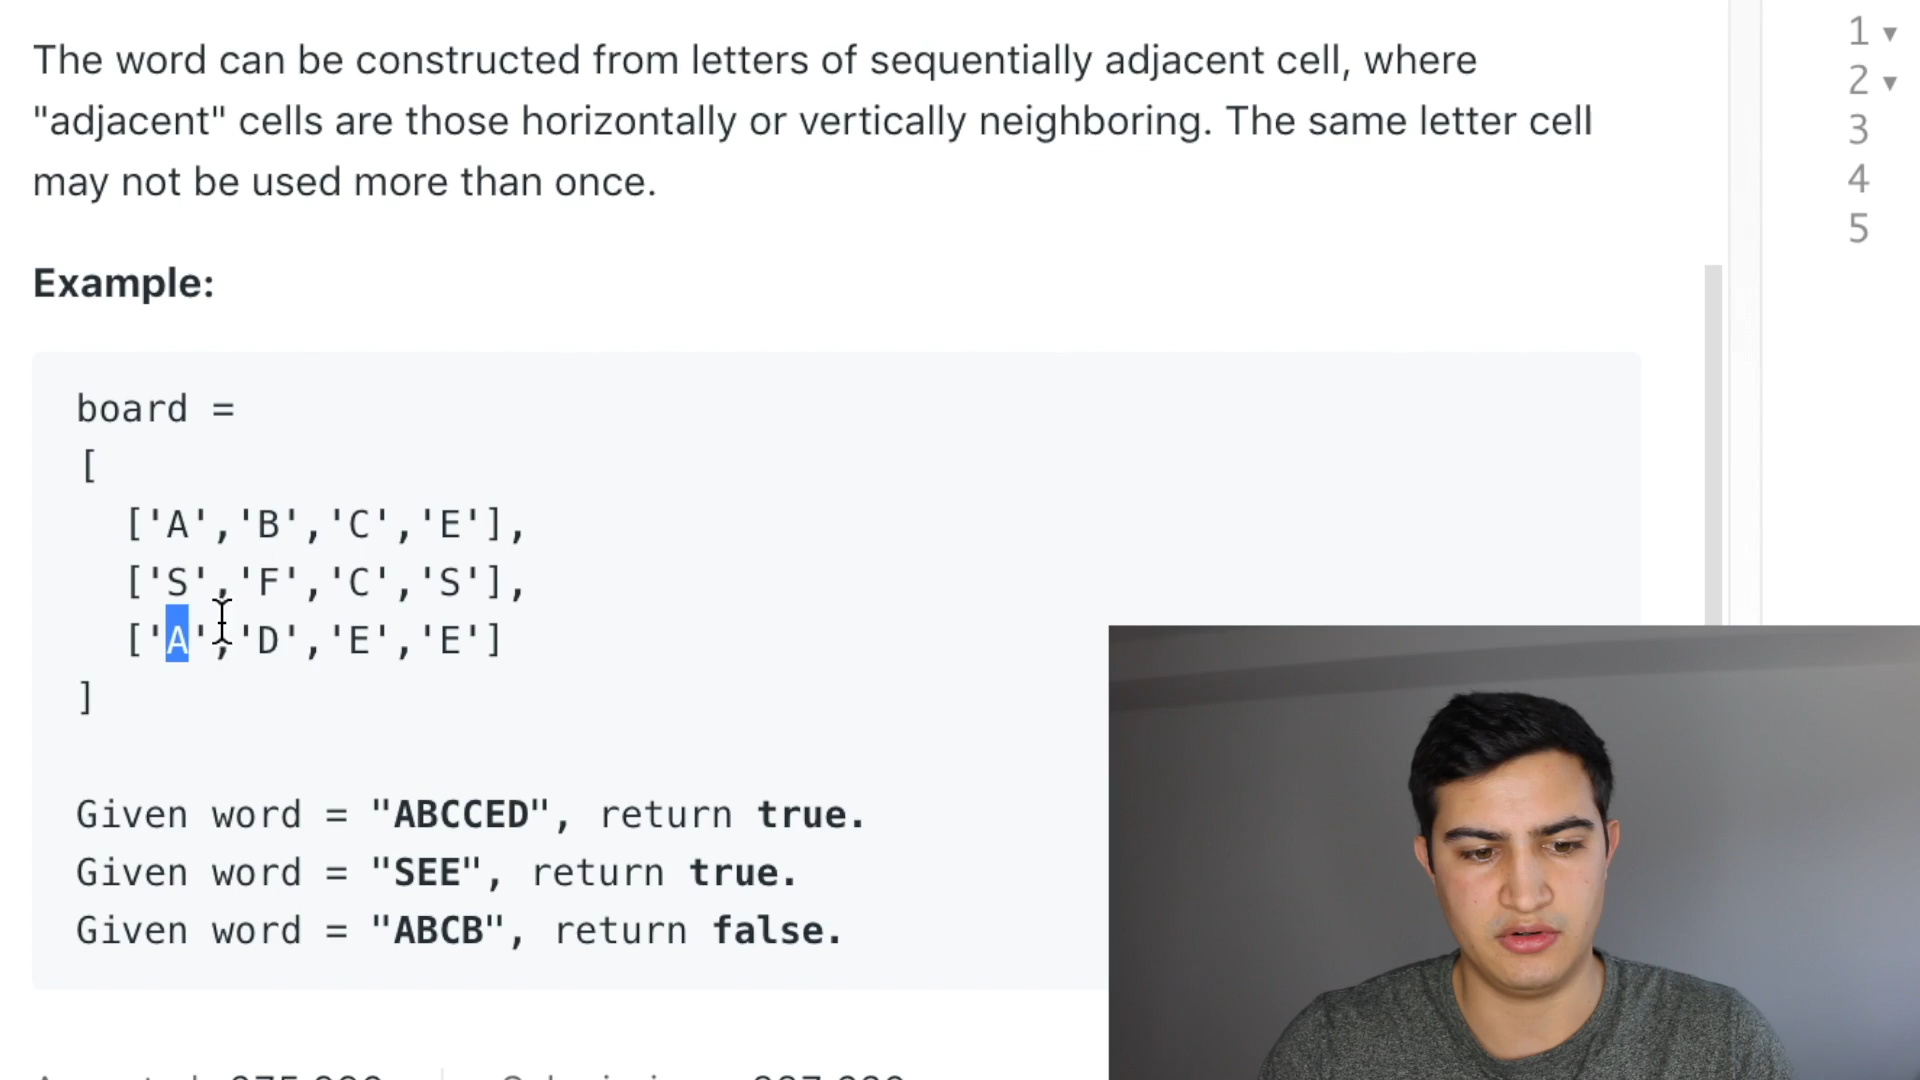 The word can be constructed from letters of sequentially adjacent cell, where
"adjacent" cells are those horizontally or vertically neighboring. The same letter cell
may not be used more than once.
Example:
board =
[
['A','B','C','E'],
['S','F','C','S'],
['A','D','E','E']
]
Given word = "ABCCED", return true.
Given word = "SEE", return true.
Given word = "ABCB", return false.
1
2
3
4
5